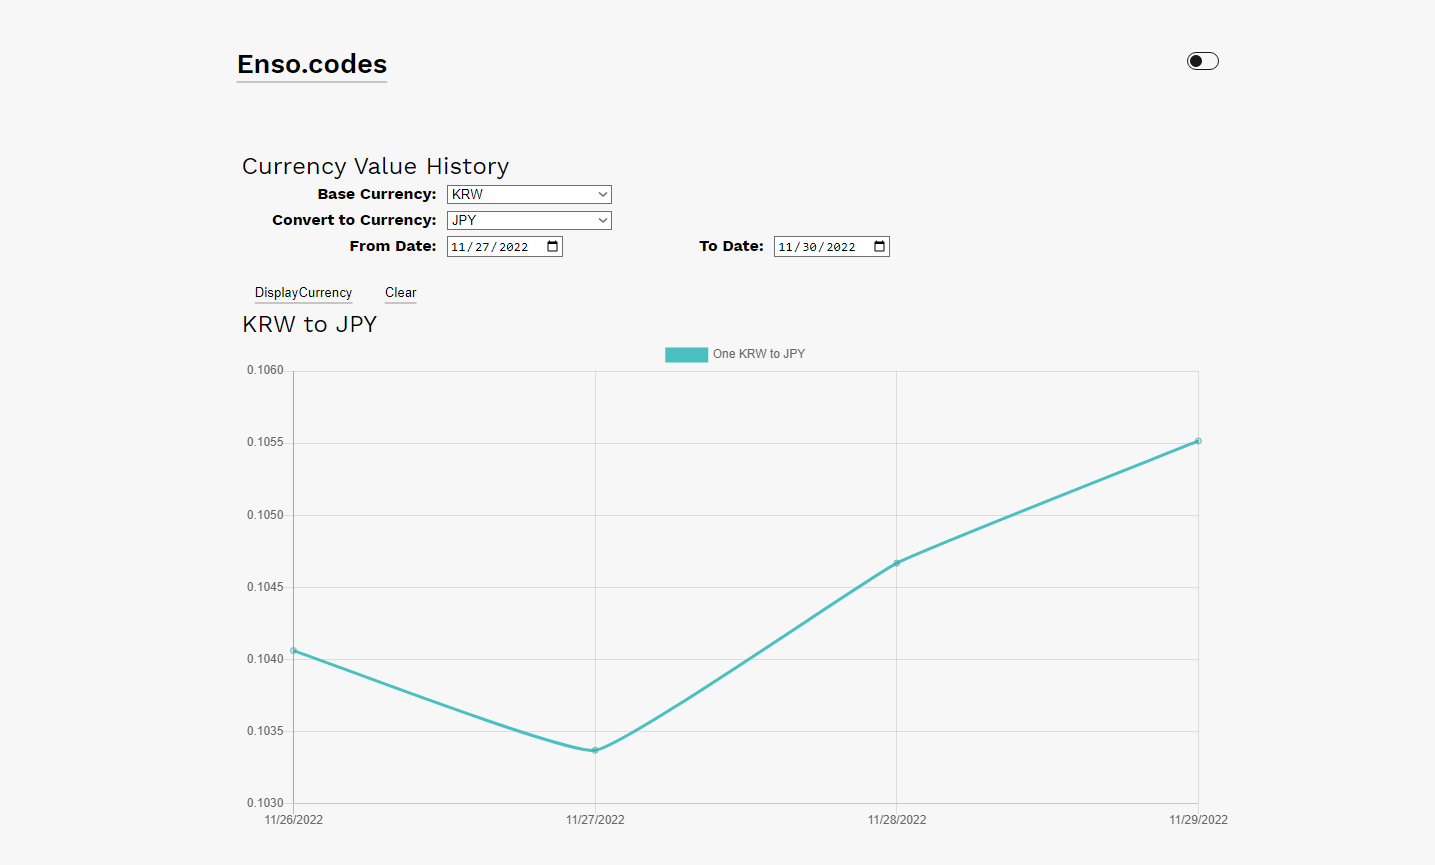 Enso.codes
Currency Value History
Base Currency: KRW
Convert to Currency: JPY
From Date: 11/27/2022 To Date: 11/30/2022
DisplayCurrency Clear
KRW to JPY
One KRW to JPY
0.1060
0.1055
0.1050
0.1045
0.1040
0.1035
0.1030
11/26/2022 11/27/2022 11/28/2022 11/29/2022